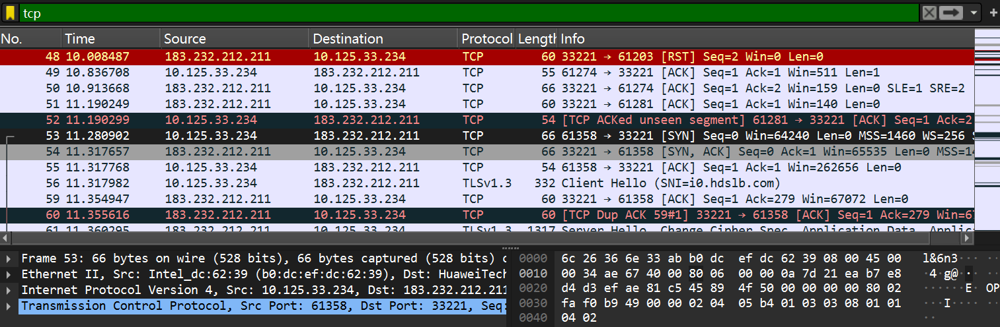 tcp
No. Time Source Destination Protocol Length Info
48 10.008487 183.232.212.211 10.125.33.234 TCP 60 33221 → 61203 [RST] Seq=2 Win=0 Len=0
49 10.836708 10.125.33.234 183.232.212.211 TCP 55 61274 → 33221 [ACK] Seq=1 Ack=1 Win=511 Len=1
50 10.913668 183.232.212.211 10.125.33.234 TCP 66 33221 → 61274 [ACK] Seq=1 Ack=2 Win=159 Len=0 SLE=1 SRE=2
51 11.190249 183.232.212.211 10.125.33.234 TCP 60 33221 → 61281 [ACK] Seq=1 Ack=1 Win=140 Len=0
52 11.190299 10.125.33.234 183.232.212.211 TCP 54 [TCP ACKed unseen segment] 61281 → 33221 [ACK] Seq=1 Ack=2
53 11.280902 10.125.33.234 183.232.212.211 TCP 66 61358 → 33221 [SYN] Seq=0 Win=64240 Len=0 MSS=1460 WS=256 S
54 11.317657 183.232.212.211 10.125.33.234 TCP 66 33221 → 61358 [SYN, ACK] Seq=0 Ack=1 Win=65535 Len=0 MSS=14
55 11.317768 10.125.33.234 183.232.212.211 TCP 54 61358 → 33221 [ACK] Seq=1 Ack=1 Win=262656 Len=0
56 11.317982 10.125.33.234 183.232.212.211 TLSv1.3 332 Client Hello (SNI=i0.hdslb.com)
59 11.354947 183.232.212.211 10.125.33.234 TCP 60 33221 → 61358 [ACK] Seq=1 Ack=279 Win=67072 Len=0
60 11.355616 183.232.212.211 10.125.33.234 TCP 60 [TCP Dup ACK 59#1] 33221 → 61358 [ACK] Seq=1 Ack=279 Win=67
61 11.360295 183.232.212.211 10.125.33.234 TLSv1.3 1317 Server Hello, Change Cipher Spec, Application Data, Applic
Frame 53: 66 bytes on wire (528 bits), 66 bytes captured (528 bits) o
Ethernet II, Src: Intel_dc:62:39 (b0:dc:ef:dc:62:39), Dst: HuaweiTech
Internet Protocol Version 4, Src: 10.125.33.234, Dst: 183.232.212.211
Transmission Control Protocol, Src Port: 61358, Dst Port: 33221, Seq:
0000 6c 26 36 6e 33 ab b0 dc ef dc 62 39 08 00 45 00 l&6n3···
0010 00 34 ae 67 40 00 80 06 00 00 0a 7d 21 ea b7 e8 ·4·g@···
0020 d4 d3 ef ae 81 c5 45 89 4f 50 00 00 00 00 80 02 ······E· OP
0030 fa f0 b9 49 00 00 02 04 05 b4 01 03 03 08 01 01 ···I····
0040 04 02 ··